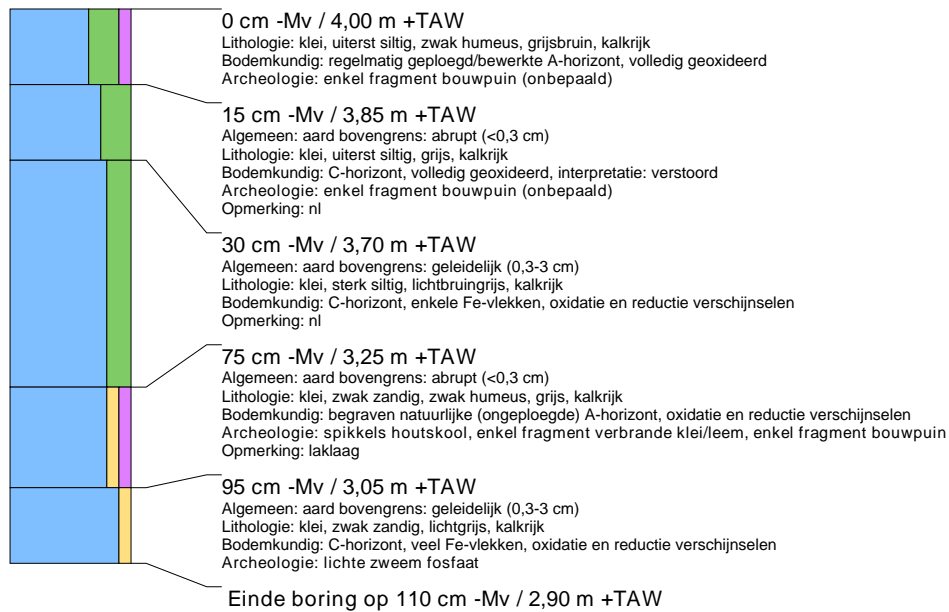 0 cm -Mv / 4,00 m +TAW
Lithologie: klei, uiterst siltig, zwak humeus, grijsbruin, kalkrijk
Bodemkundig: regelmatig geploegd/bewerkte A-horizont, volledig geoxideerd
Archeologie: enkel fragment bouwpuin (onbepaald)
15 cm -Mv / 3,85 m +TAW
Algemeen: aard bovengrens: abrupt (<0,3 cm)
Lithologie: klei, uiterst siltig, grijs, kalkrijk
Bodemkundig: C-horizont, volledig geoxideerd, interpretatie: verstoord
Archeologie: enkel fragment bouwpuin (onbepaald)
Opmerking: nl
30 cm -Mv / 3,70 m +TAW
Algemeen: aard bovengrens: geleidelijk (0,3-3 cm)
Lithologie: klei, sterk siltig, lichtbruingrijs, kalkrijk
Bodemkundig: C-horizont, enkele Fe-vlekken, oxidatie en reductie verschijnselen
Opmerking: nl
75 cm -Mv / 3,25 m +TAW
Algemeen: aard bovengrens: abrupt (<0,3 cm)
Lithologie: klei, zwak zandig, zwak humeus, grijs, kalkrijk
Bodemkundig: begraven natuurlijke (ongeploegde) A-horizont, oxidatie en reductie verschijnselen
Archeologie: spikkels houtskool, enkel fragment verbrande klei/leem, enkel fragment bouwpuin
Opmerking: laklaag
95 cm -Mv / 3,05 m +TAW
Algemeen: aard bovengrens: geleidelijk (0,3-3 cm)
Lithologie: klei, zwak zandig, lichtgrijs, kalkrijk
Bodemkundig: C-horizont, veel Fe-vlekken, oxidatie en reductie verschijnselen
Archeologie: lichte zweem fosfaat
Einde boring op 110 cm -Mv / 2,90 m +TAW